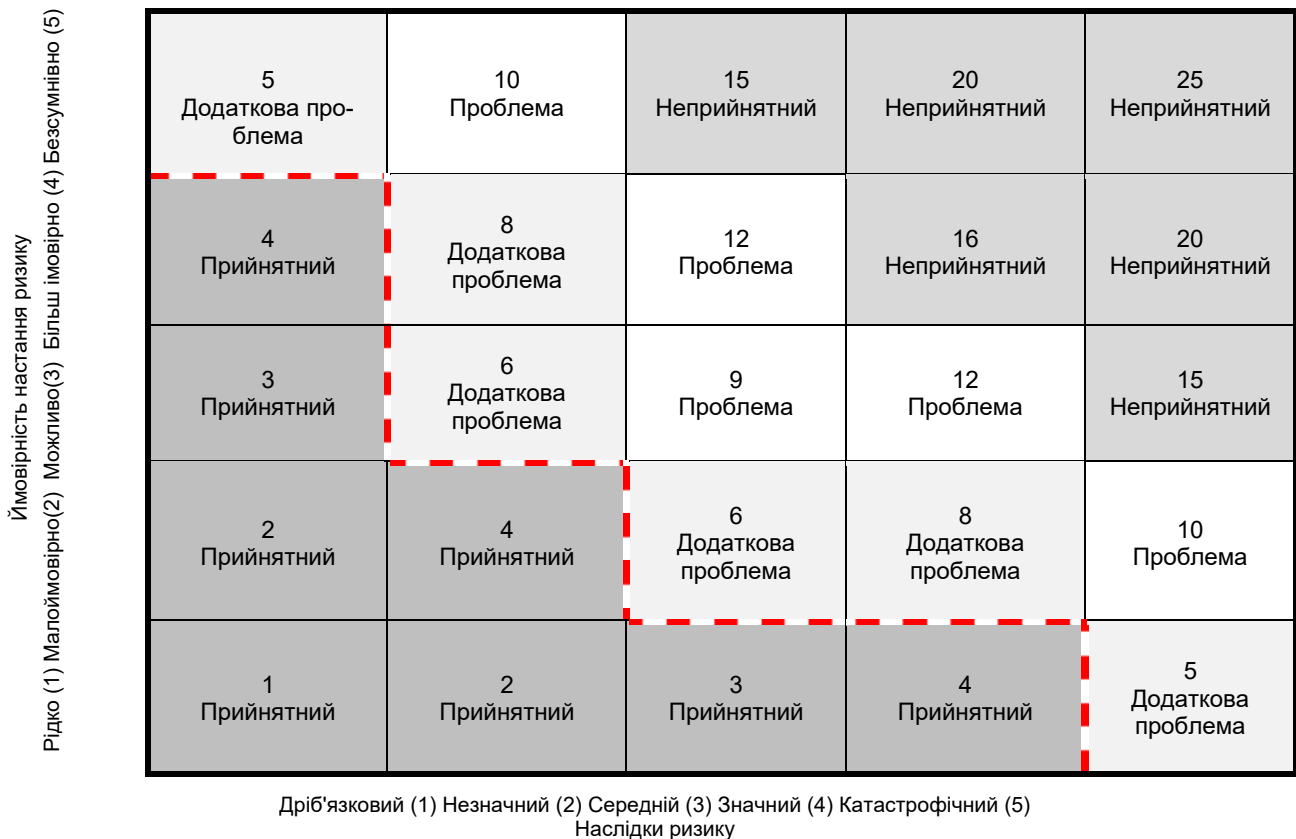 Ймовірність настання ризику
Рідко (1) Малоймовірно(2) Можливо(3) Більш імовірно (4) Безсумнівно (5)
5
Додаткова про-
блема
10
Проблема
15
Неприйнятний
20
Неприйнятний
25
Неприйнятний
4
Прийнятний
8
Додаткова
проблема
12
Проблема
16
Неприйнятний
20
Неприйнятний
3
Прийнятний
6
Додаткова
проблема
9
Проблема
12
Проблема
15
Неприйнятний
2
Прийнятний
4
Прийнятний
6
Додаткова
проблема
8
Додаткова
проблема
10
Проблема
1
Прийнятний
2
Прийнятний
3
Прийнятний
4
Прийнятний
5
Додаткова
проблема
Дріб'язковий (1) Незначний (2) Середній (3) Значний (4) Катастрофічний (5)
Наслідки ризику